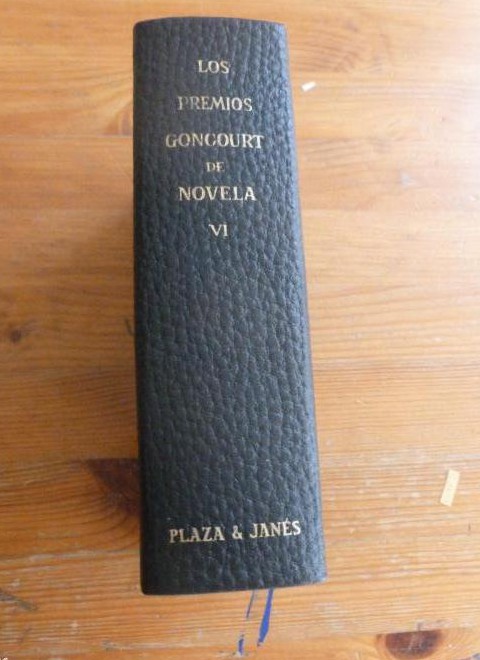 LOS
PREMIOS
GONCOURT
DE
NOVELA
VI
PLAZA & JANÉS